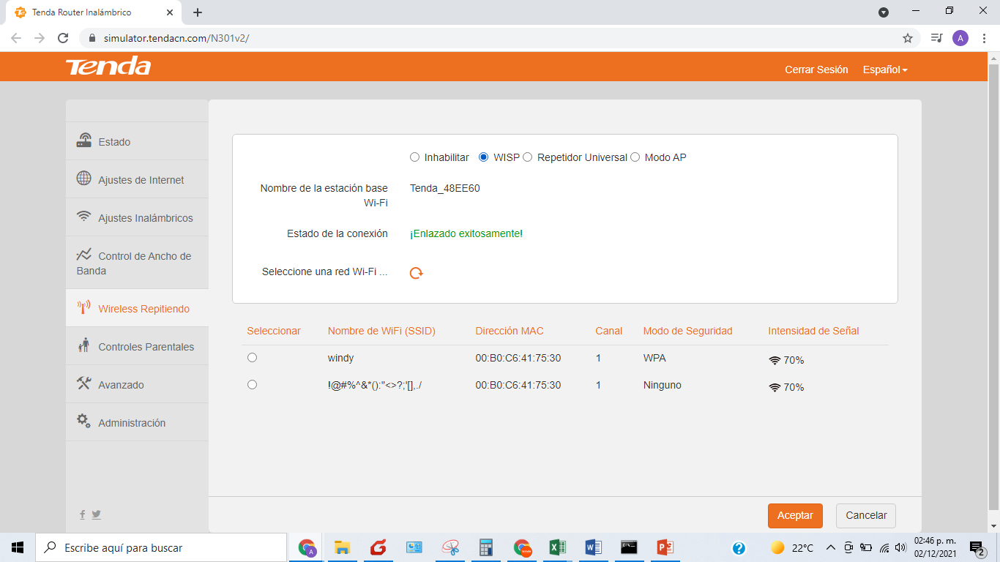 Tenda Router Inalámbrico
simulator.tendacn.com/N301v2/
A
Tenda
Cerrar Sesión
Español
Estado
Ajustes de Internet
Ajustes Inalámbricos
Control de Ancho de
Banda
Wireless Repitiendo
Controles Parentales
Avanzado
Administración
Inhabilitar WISP Repetidor Universal Modo AP
Nombre de la estación base
Wi-Fi
Tenda_48EE60
Estado de la conexión ¡Enlazado exitosamente!
Seleccione una red Wi-Fi ...
Seleccionar Nombre de WiFi (SSID) Dirección MAC Canal Modo de Seguridad Intensidad de Señal
windy 00:B0:C6:41:75:30 1 WPA 70%
!@#%^&*():"<>?;'[],./ 00:B0:C6:41:75:30 1 Ninguno 70%
Aceptar
Cancelar
Escribe aquí para buscar
22°C
02:46 p. m.
02/12/2021
2